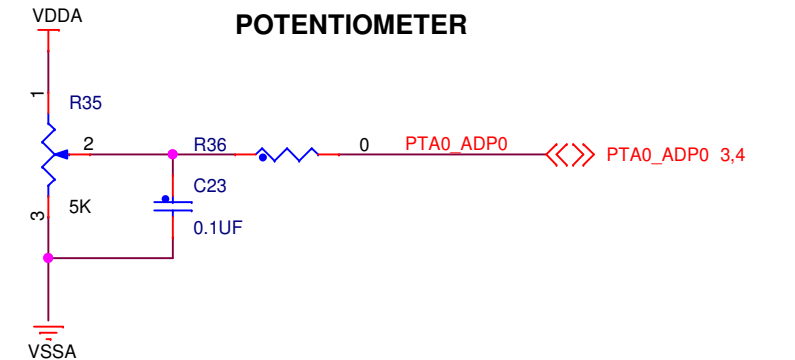 POTENTIOMETER
VDDA
1
R35
2
R36
0
PTA0_ADP0
PTA0_ADP0 3,4
C23
5K
3
0.1UF
VSSA